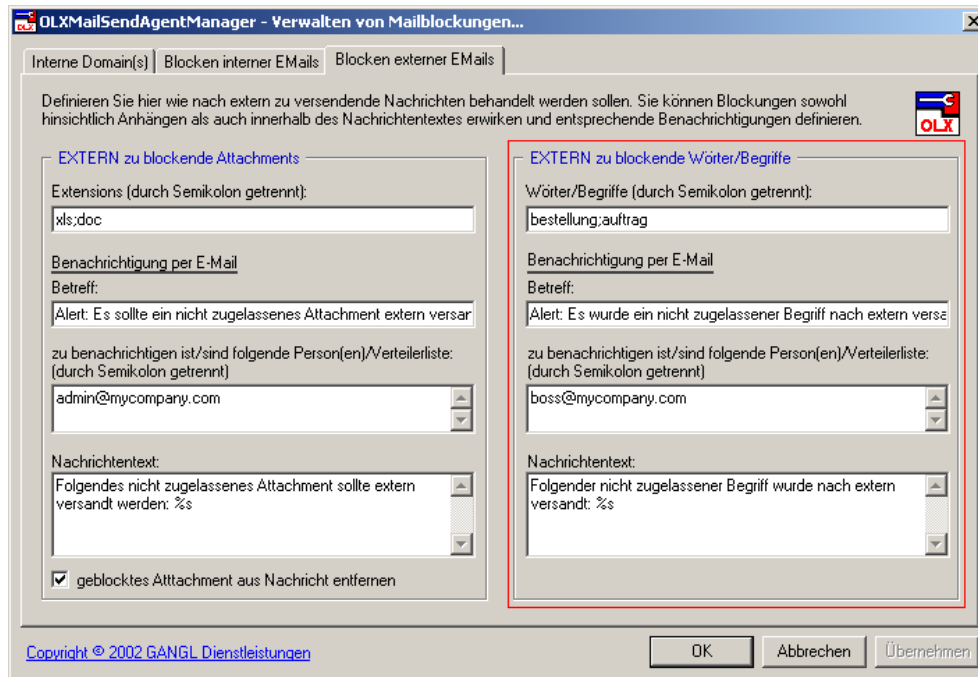 OLXMailSendAgentManager - Verwalten von Mailblockungen...
Interne Domain(s)
Blocken interner EMails
Blocken externer EMails
Definieren Sie hier wie nach extern zu versendende Nachrichten behandelt werden sollen. Sie können Blockungen sowohl
hinsichtlich Anhängen als auch innerhalb des Nachrichtentextes erwirken und entsprechende Benachrichtigungen definieren.
OLX
EXTERN zu blockende Attachments
Extensions (durch Semikolon getrennt):
xls;doc
Benachrichtigung per E-Mail
Betreff:
Alert: Es sollte ein nicht zugelassenes Attachment extern versar
zu benachrichtigen ist/sind folgende Person(en)/Verteilerliste:
(durch Semikolon getrennt)
admin@mycompany.com
Nachrichtentext:
Folgendes nicht zugelassenes Attachment sollte extern
versandt werden: %s
geblocktes Atttachment aus Nachricht entfernen
EXTERN zu blockende Wörter/Begriffe
Wörter/Begriffe (durch Semikolon getrennt):
bestellung;auftrag
Benachrichtigung per E-Mail
Betreff:
Alert: Es wurde ein nicht zugelassener Begriff nach extern versa
zu benachrichtigen ist/sind folgende Person(en)/Verteilerliste:
(durch Semikolon getrennt)
boss@mycompany.com
Nachrichtentext:
Folgender nicht zugelassener Begriff wurde nach extern
versandt: %s
Copyright © 2002 GANGL Dienstleistungen
OK
Abbrechen
Übernehmen